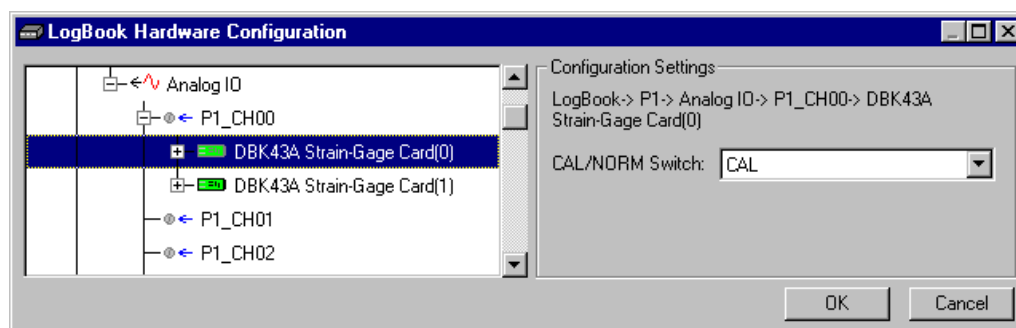 LogBook Hardware Configuration
Analog IO
P1_CH00
DBK43A Strain-Gage Card(0)
DBK43A Strain-Gage Card(1)
P1_CH01
P1_CH02
Configuration Settings
LogBook-> P1-> Analog IO-> P1_CH00-> DBK43A
Strain-Gage Card(0)
CAL/NORM Switch: CAL
OK Cancel